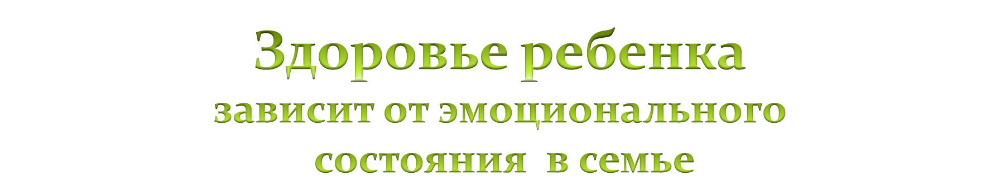 Здоровье ребенка
зависит от эмоционального
состояния в семье